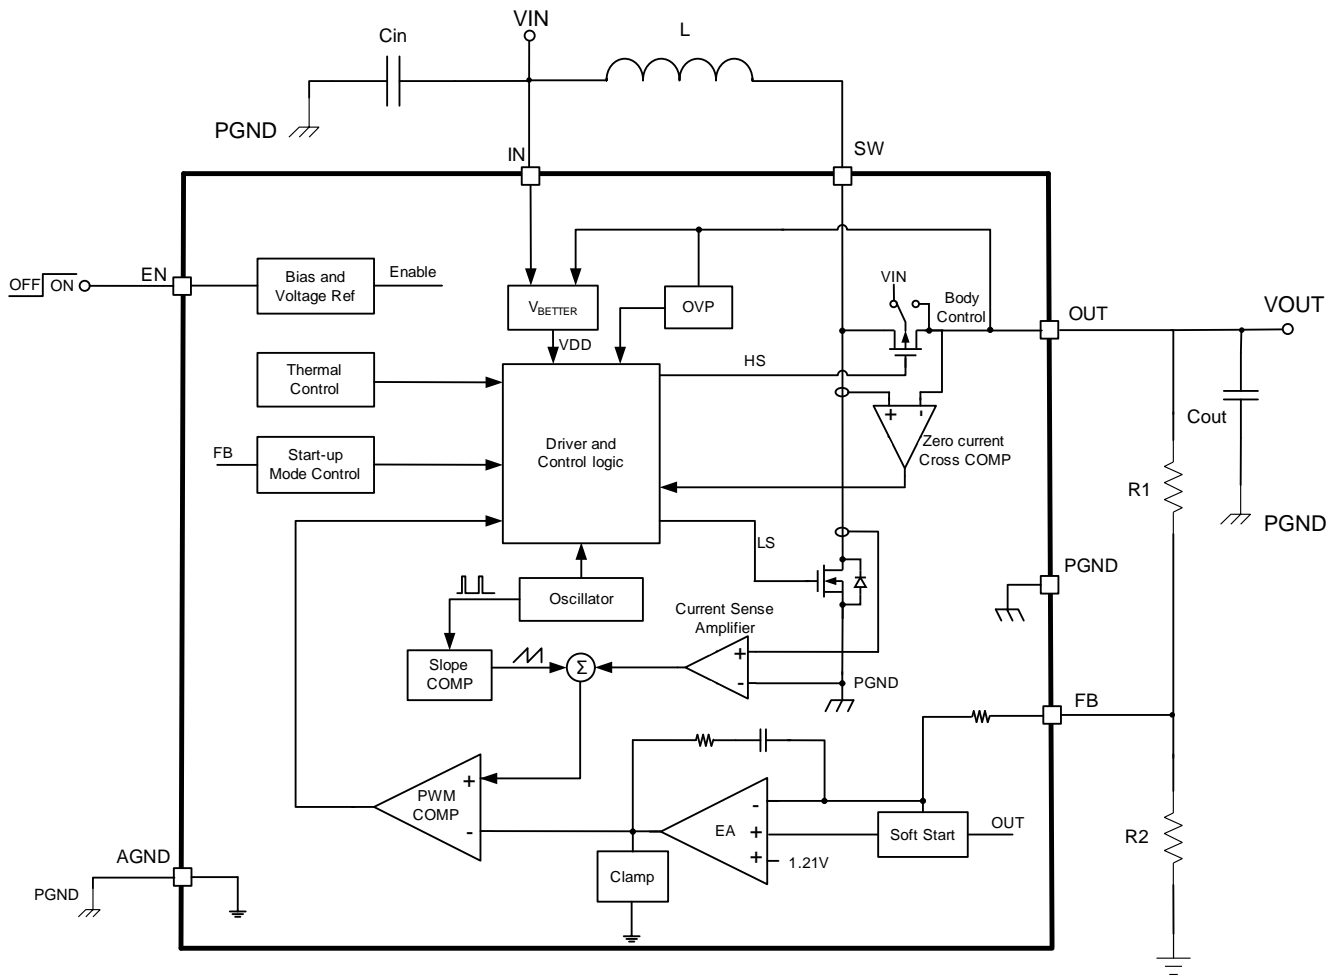 VIN
Cin
L
PGND
IN
SW
EN
OFF ON
Bias and
Voltage Ref
Enable
VBETTER
OVP
VIN
Body
Control
OUT
VOUT
VDD
HS
Thermal
Control
Driver and
Control logic
+ -
Zero current
Cross COMP
Cout
FB
Start-up
Mode Control
R1
PGND
LS
PGND
Oscillator
Current Sense
Amplifier
Slope
COMP
Σ
+
-
PGND
FB
PWM
COMP
+
-
EA
-
+
+
1.21V
Soft Start
OUT
R2
Clamp
AGND
PGND